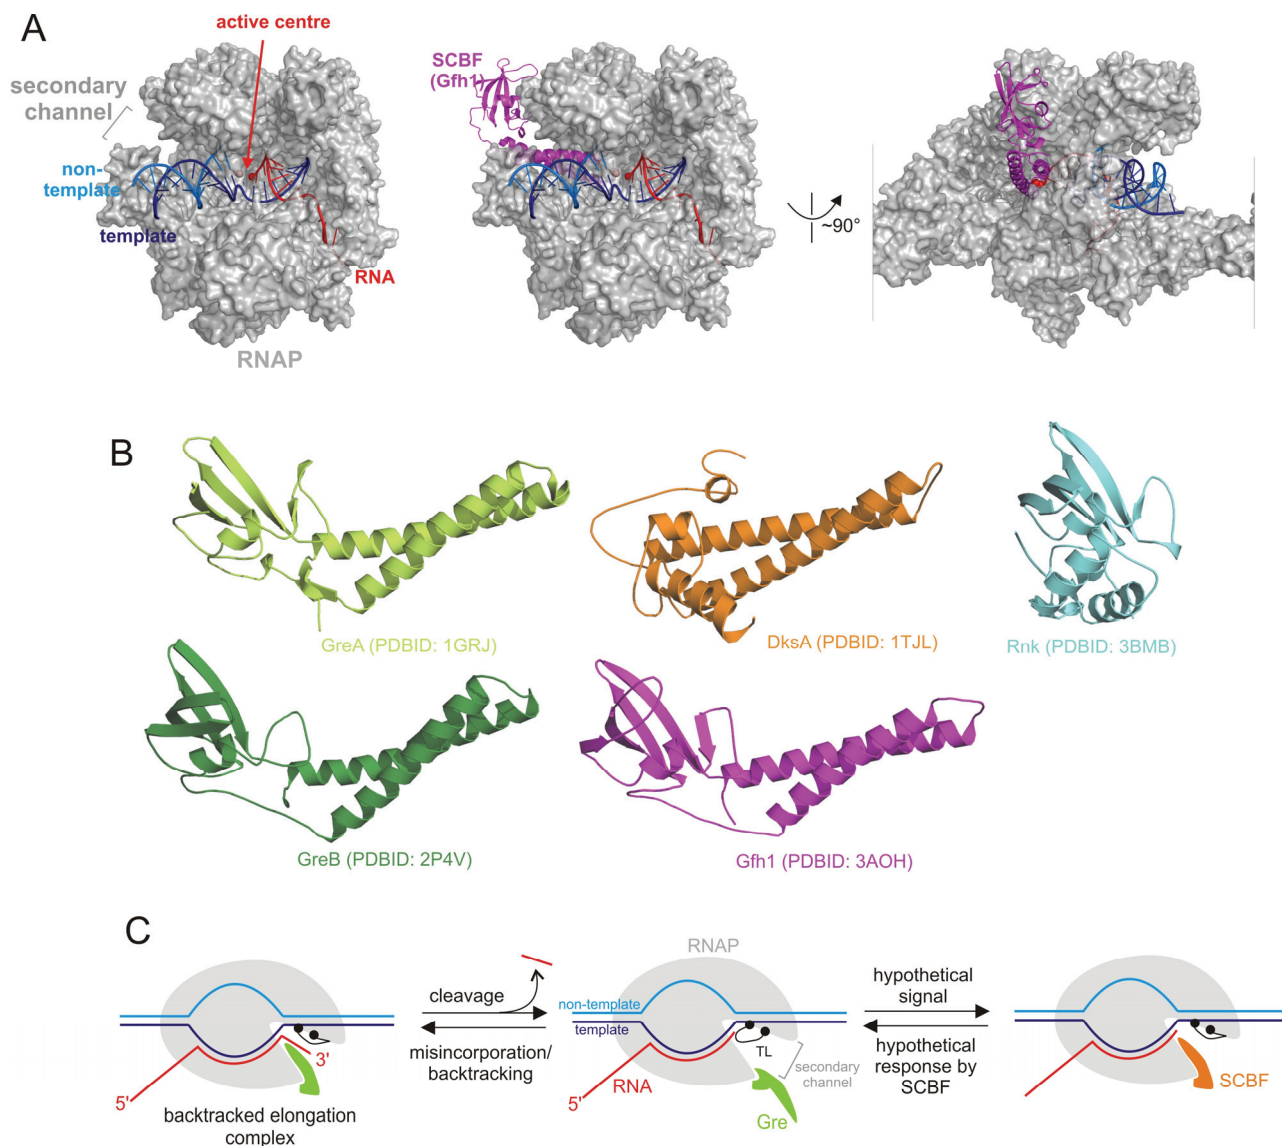 A
active centre
secondary
channel
non-
template
template
RNA
RNAP
SCBF
(Gfh1)
~90°
B
GreA (PDBID: 1GRJ)
DksA (PDBID: 1TJL)
Rnk (PDBID: 3BMB)
GreB (PDBID: 2P4V)
Gfh1 (PDBID: 3AOH)
C
3'
5'
backtracked elongation
complex
cleavage
misincorporation/
backtracking
RNAP
non-template
template
TL
secondary
channel
RNA
5'
Gre
hypothetical
signal
hypothetical
response by
SCBF
SCBF